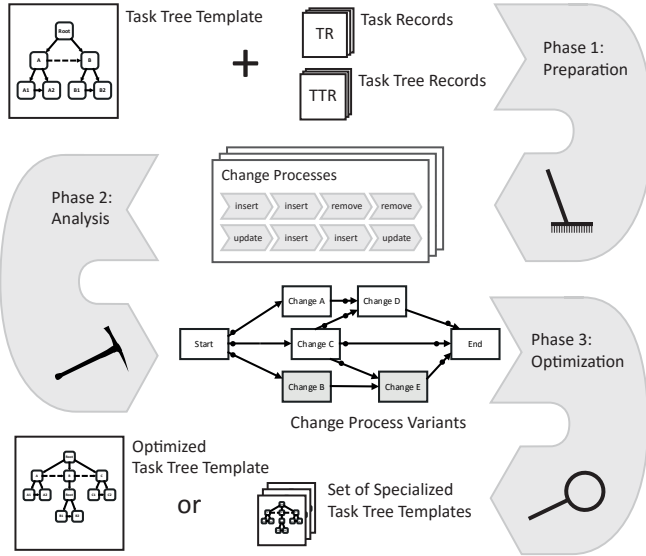 Task Tree Template
Root
A
B
A1
A2
B1
B2
+
TR
Task Records
TTR
Task Tree Records
Phase 1:
Preparation
Change Processes
insert
insert
remove
remove
update
insert
insert
update
Phase 2:
Analysis
Change A
Change D
Start
Change C
End
Change B
Change E
Change Process Variants
Phase 3:
Optimization
Optimized
Task Tree Template
or
Set of Specialized
Task Tree Templates